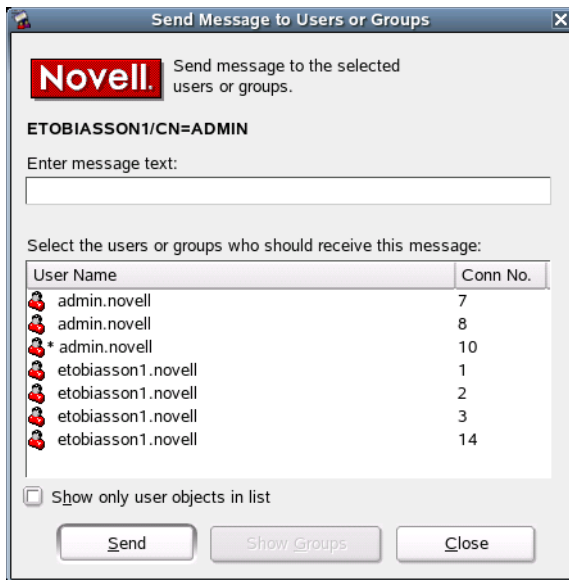 Send Message to Users or Groups
Novell. Send message to the selected
users or groups.
ETOBIASSON1/CN=ADMIN
Enter message text:
Select the users or groups who should receive this message:
User Name Conn No.
admin.novell 7
admin.novell 8
* admin.novell 10
etobiasson1.novell 1
etobiasson1.novell 2
etobiasson1.novell 3
etobiasson1.novell 14
Show only user objects in list
Send Show Groups Close